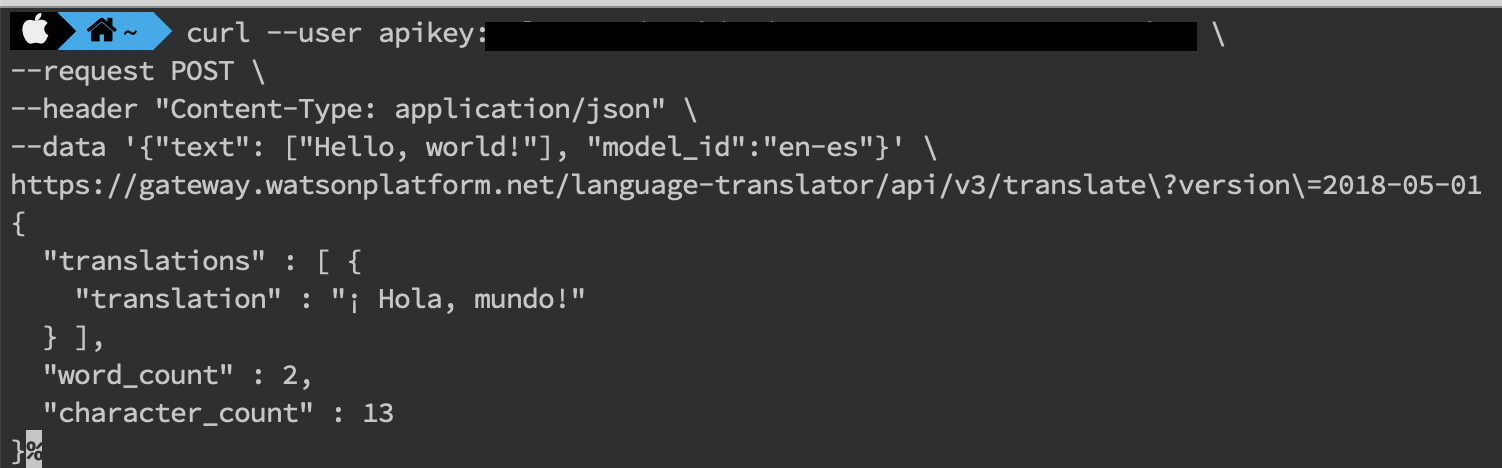 ~ curl --user apikey: \
--request POST \
--header "Content-Type: application/json" \
--data '{"text": ["Hello, world!"], "model_id":"en-es"}' \
https://gateway.watsonplatform.net/language-translator/api/v3/translate\?version\=2018-05-01
{
  "translations" : [ {
    "translation" : "¡ Hola, mundo!"
  } ],
  "word_count" : 2,
  "character_count" : 13
}%